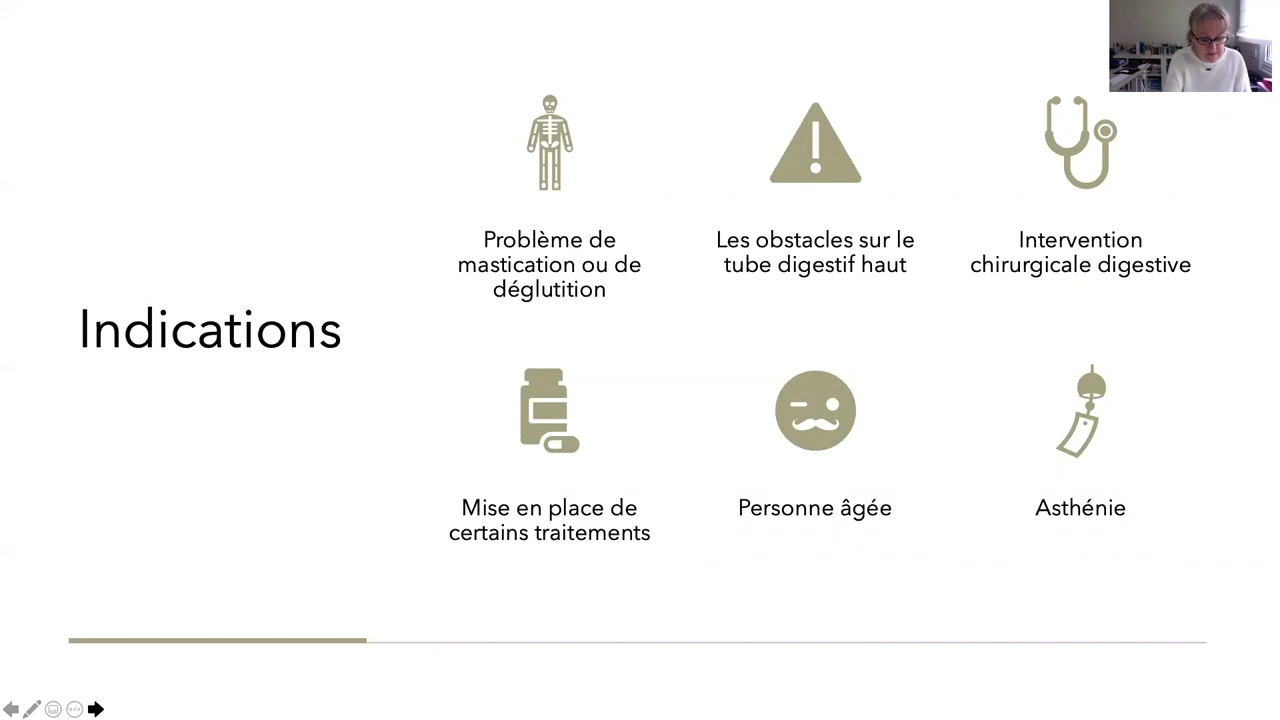 Indications
Problème de
mastication ou de
déglutition
Les obstacles sur le
tube digestif haut
Intervention
chirurgicale digestive
Mise en place de
certains traitements
Personne âgée
Asthénie